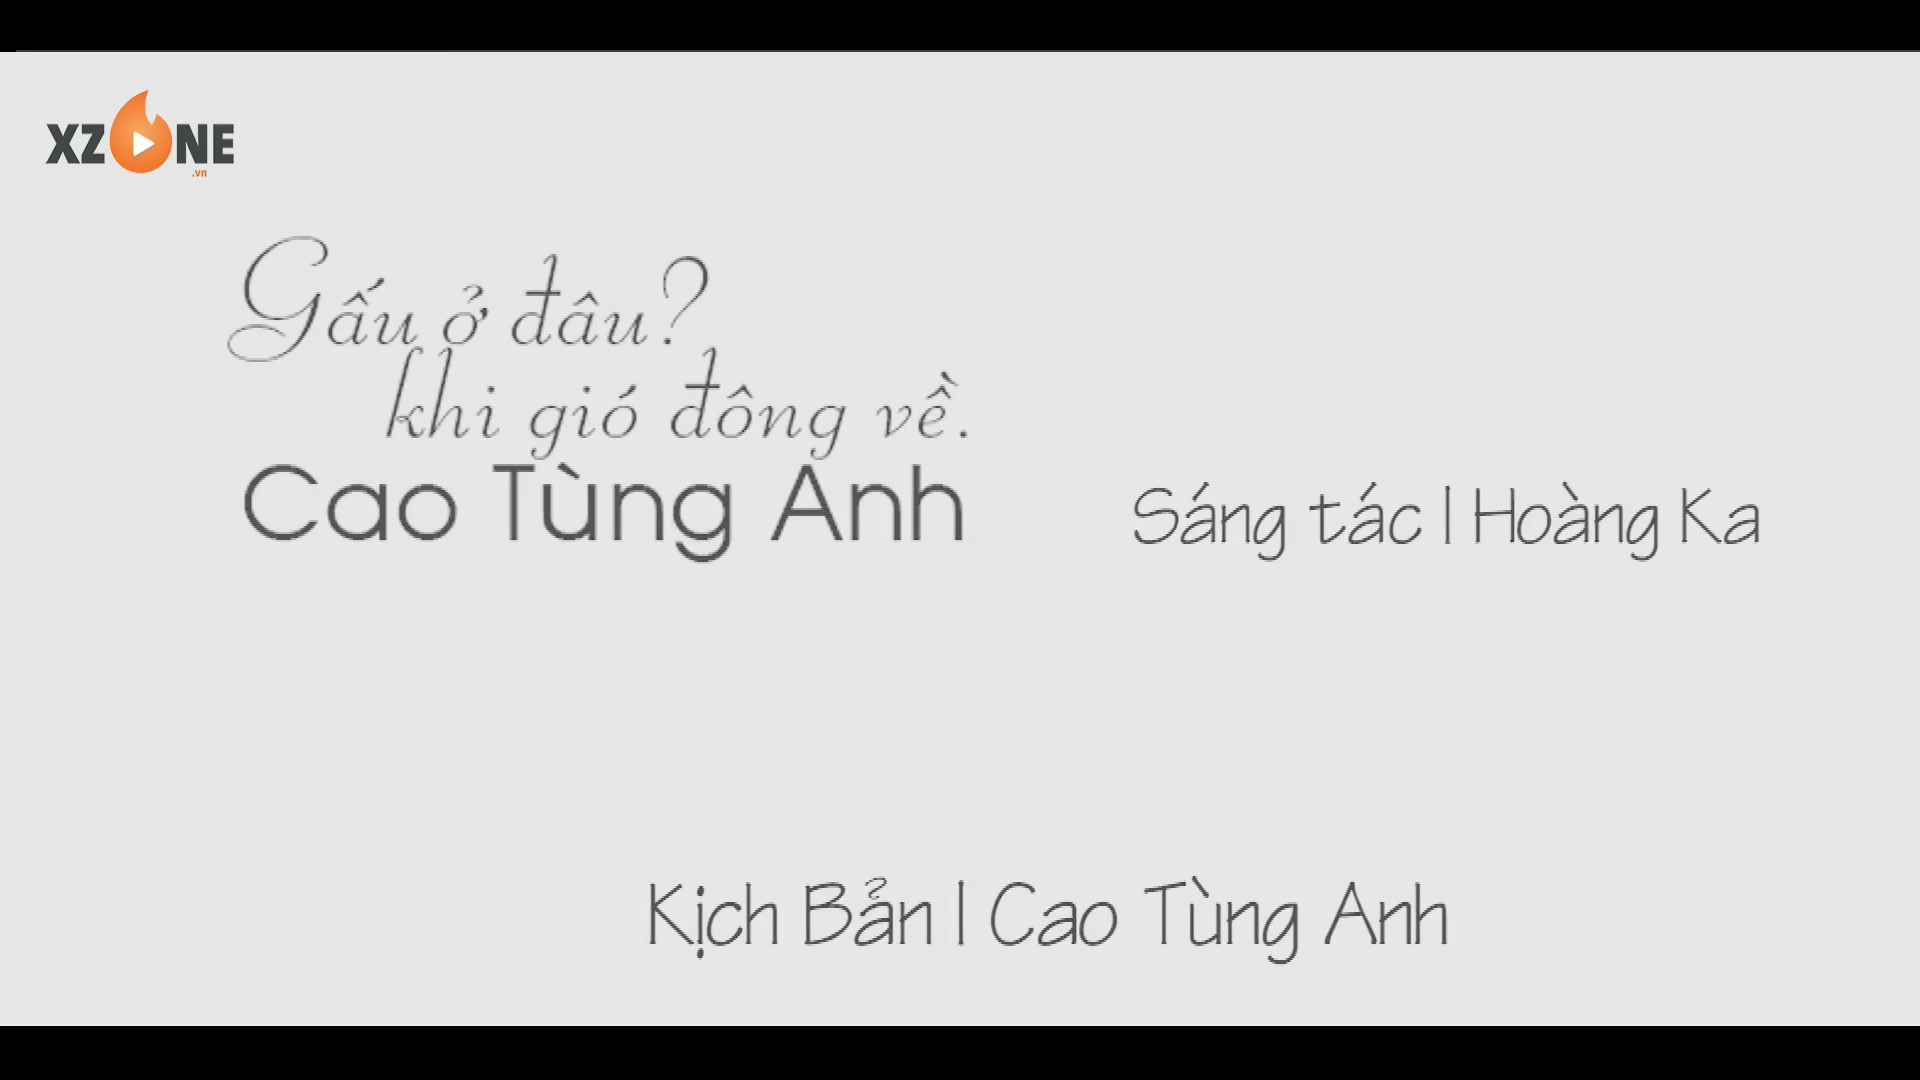 XZONE
.vn
Gấu ở đâu?
khi gió đông về.
Cao Tùng Anh
Sáng tác | Hoàng Ka
Kịch Bản | Cao Tùng Anh